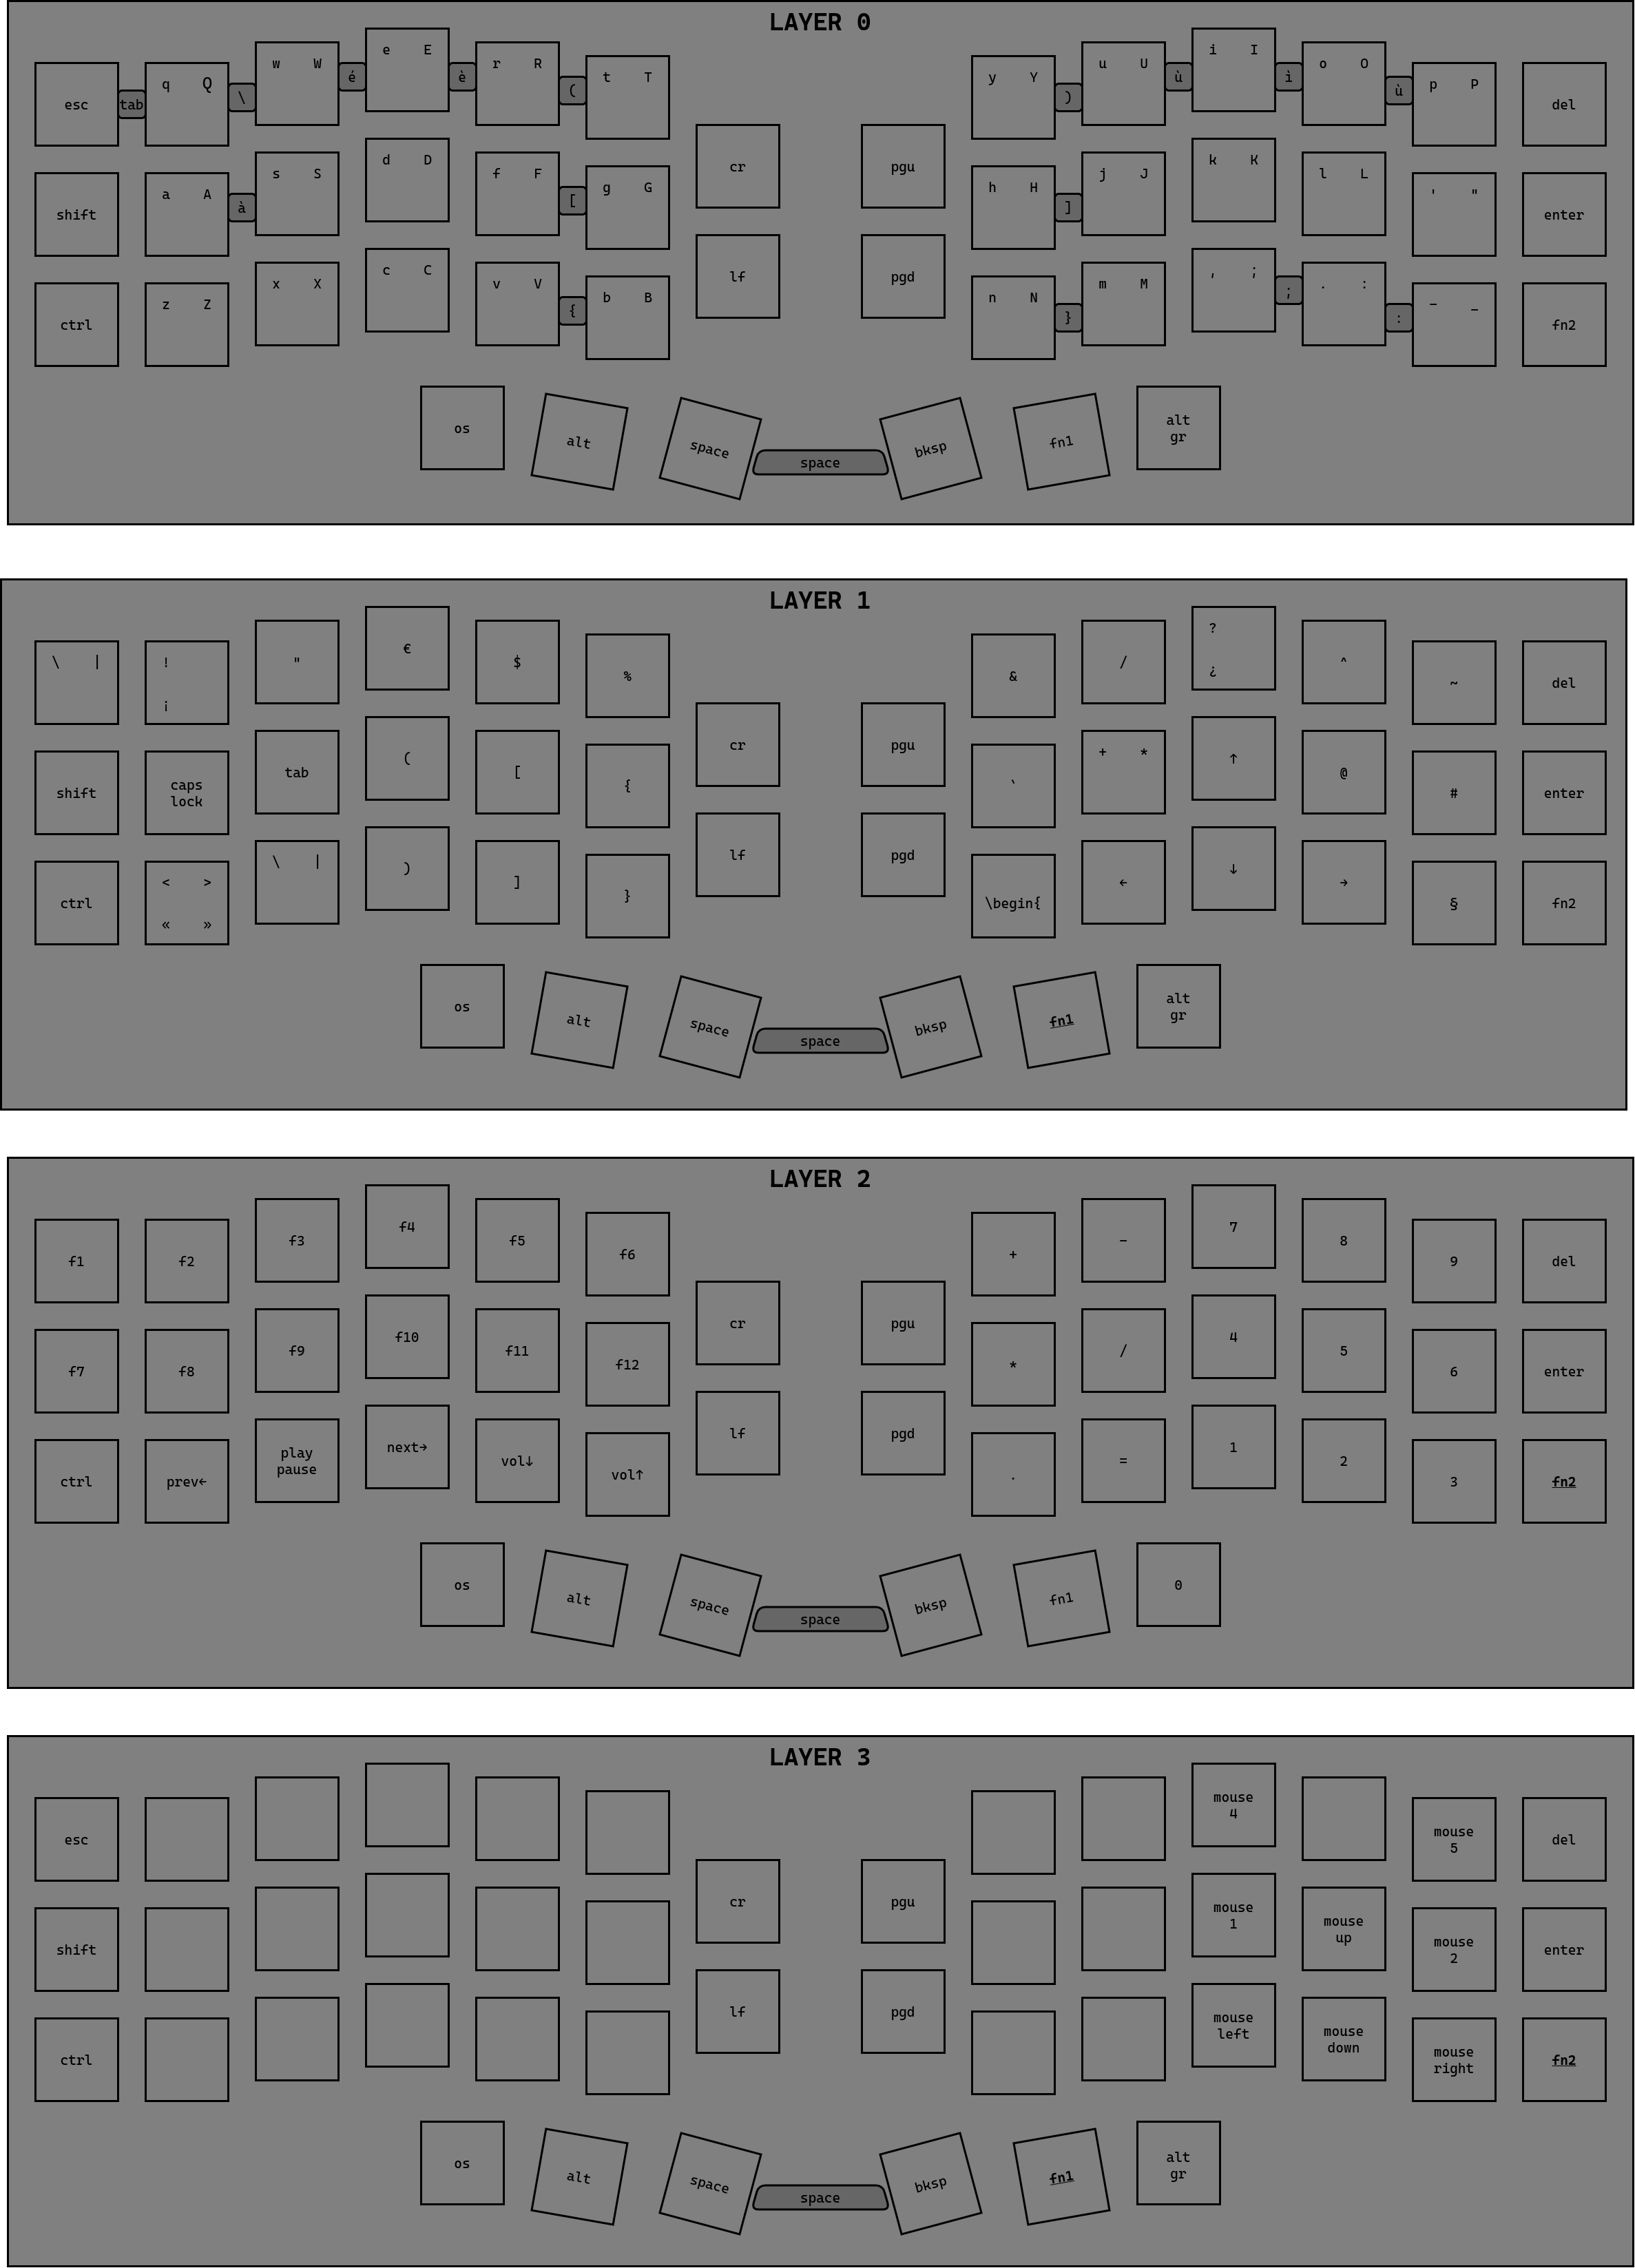 LAYER 0
esc tab q Q \ w W é e E è r R ( t T y Y ) u U ù i I ì o O ù p P del
shift a A à s S d D f F [ g G cr pgu h H ] j J k K l L ' " enter
ctrl z Z x X c C v V { b B lf pgd n N } m M , ; ; . : : - _ fn2
os alt space space bksp fn1 alt
gr
LAYER 1
\ | ! " € $ % & / ? ^ ~ del
¡ ¿
shift caps tab ( [ { cr pgu ` + * ↑ @ # enter
lock
ctrl < > \ | ) ] } lf pgd \begin{ ← ↓ → § fn2
« »
os alt space space bksp fn1 alt
gr
LAYER 2
f1 f2 f3 f4 f5 f6 + - 7 8 9 del
f7 f8 f9 f10 f11 f12 cr pgu * / 4 5 6 enter
ctrl prev← play next→ vol↓ vol↑ lf pgd . = 1 2 3 fn2
pause
os alt space space bksp fn1 0
LAYER 3
esc mouse mouse del
4 5
shift cr pgu mouse mouse mouse enter
1 up 2
ctrl lf pgd mouse mouse mouse fn2
left down right
os alt space space bksp fn1 alt
gr